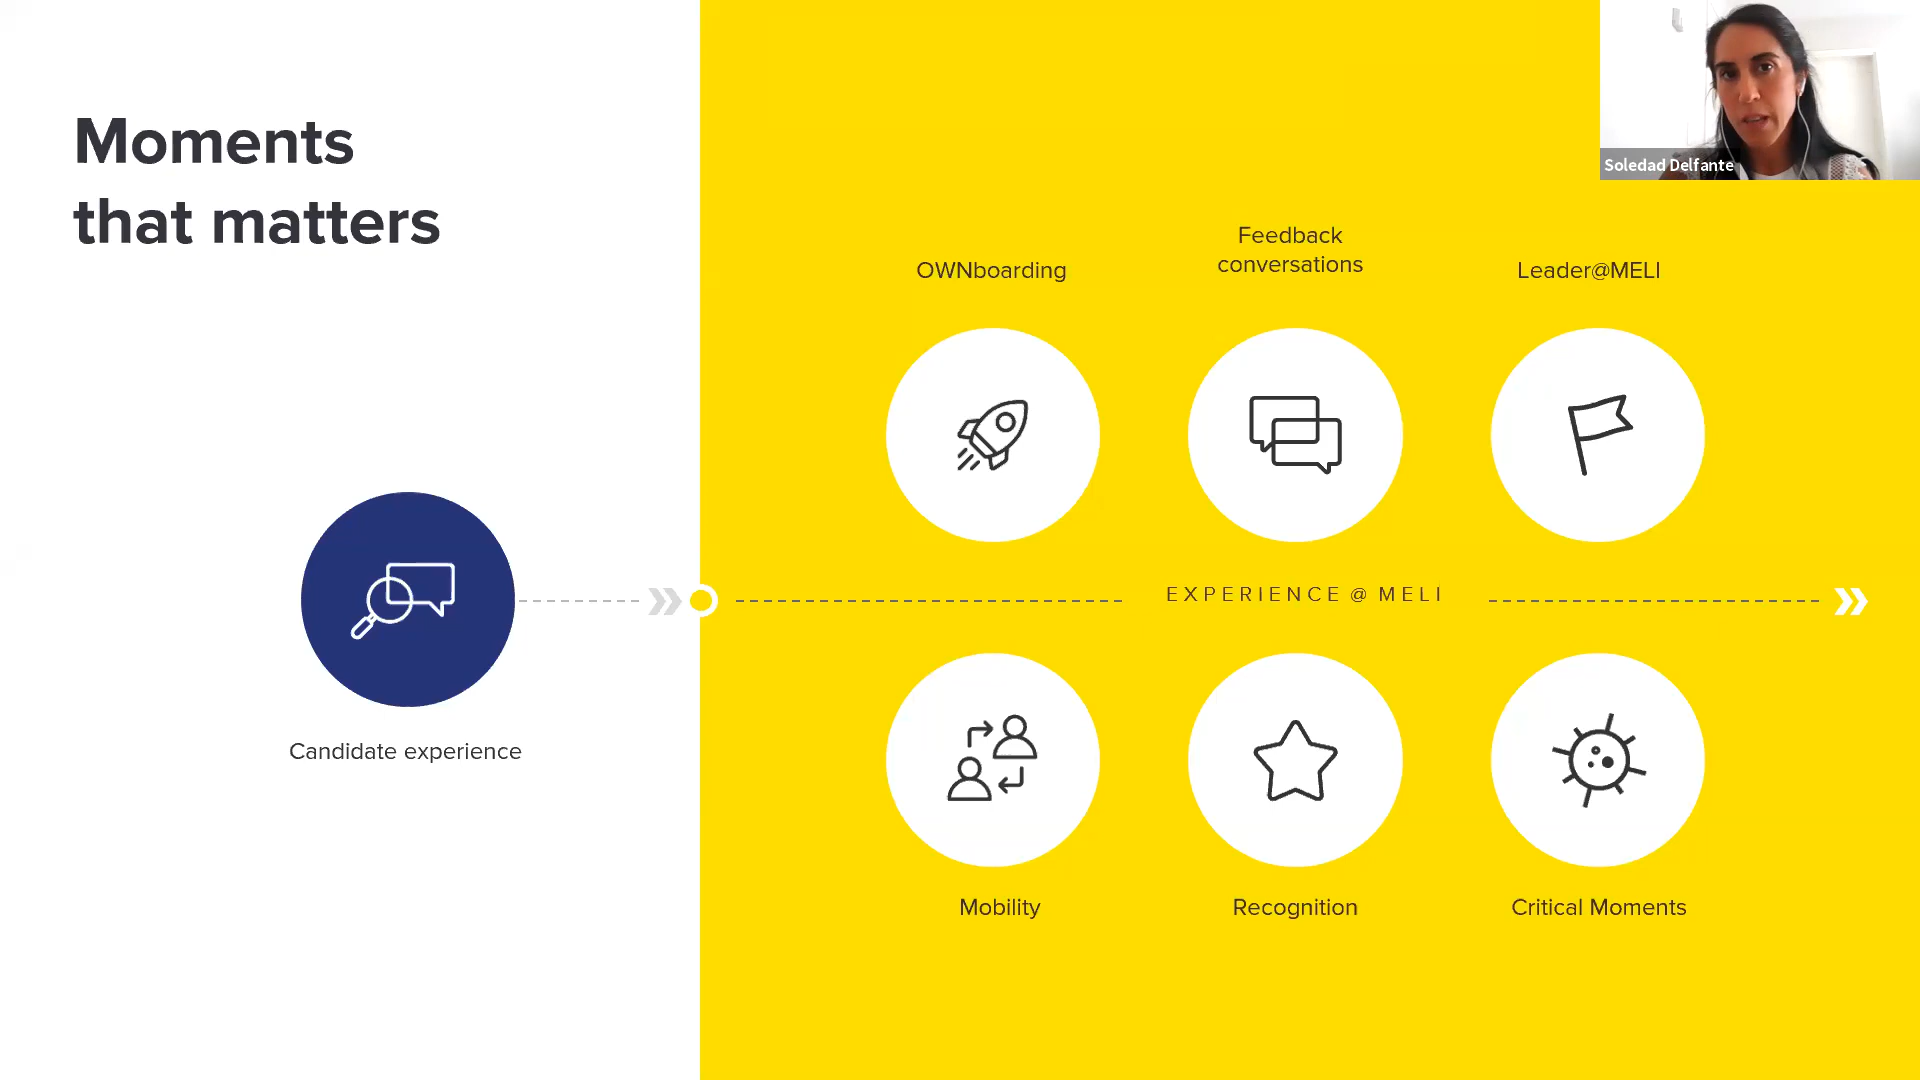 Moments
that matters
Soledad Delfante
OWNboarding
Feedback
conversations
Leader@MELI
EXPERIENCE @ MELI
Candidate experience
Mobility
Recognition
Critical Moments